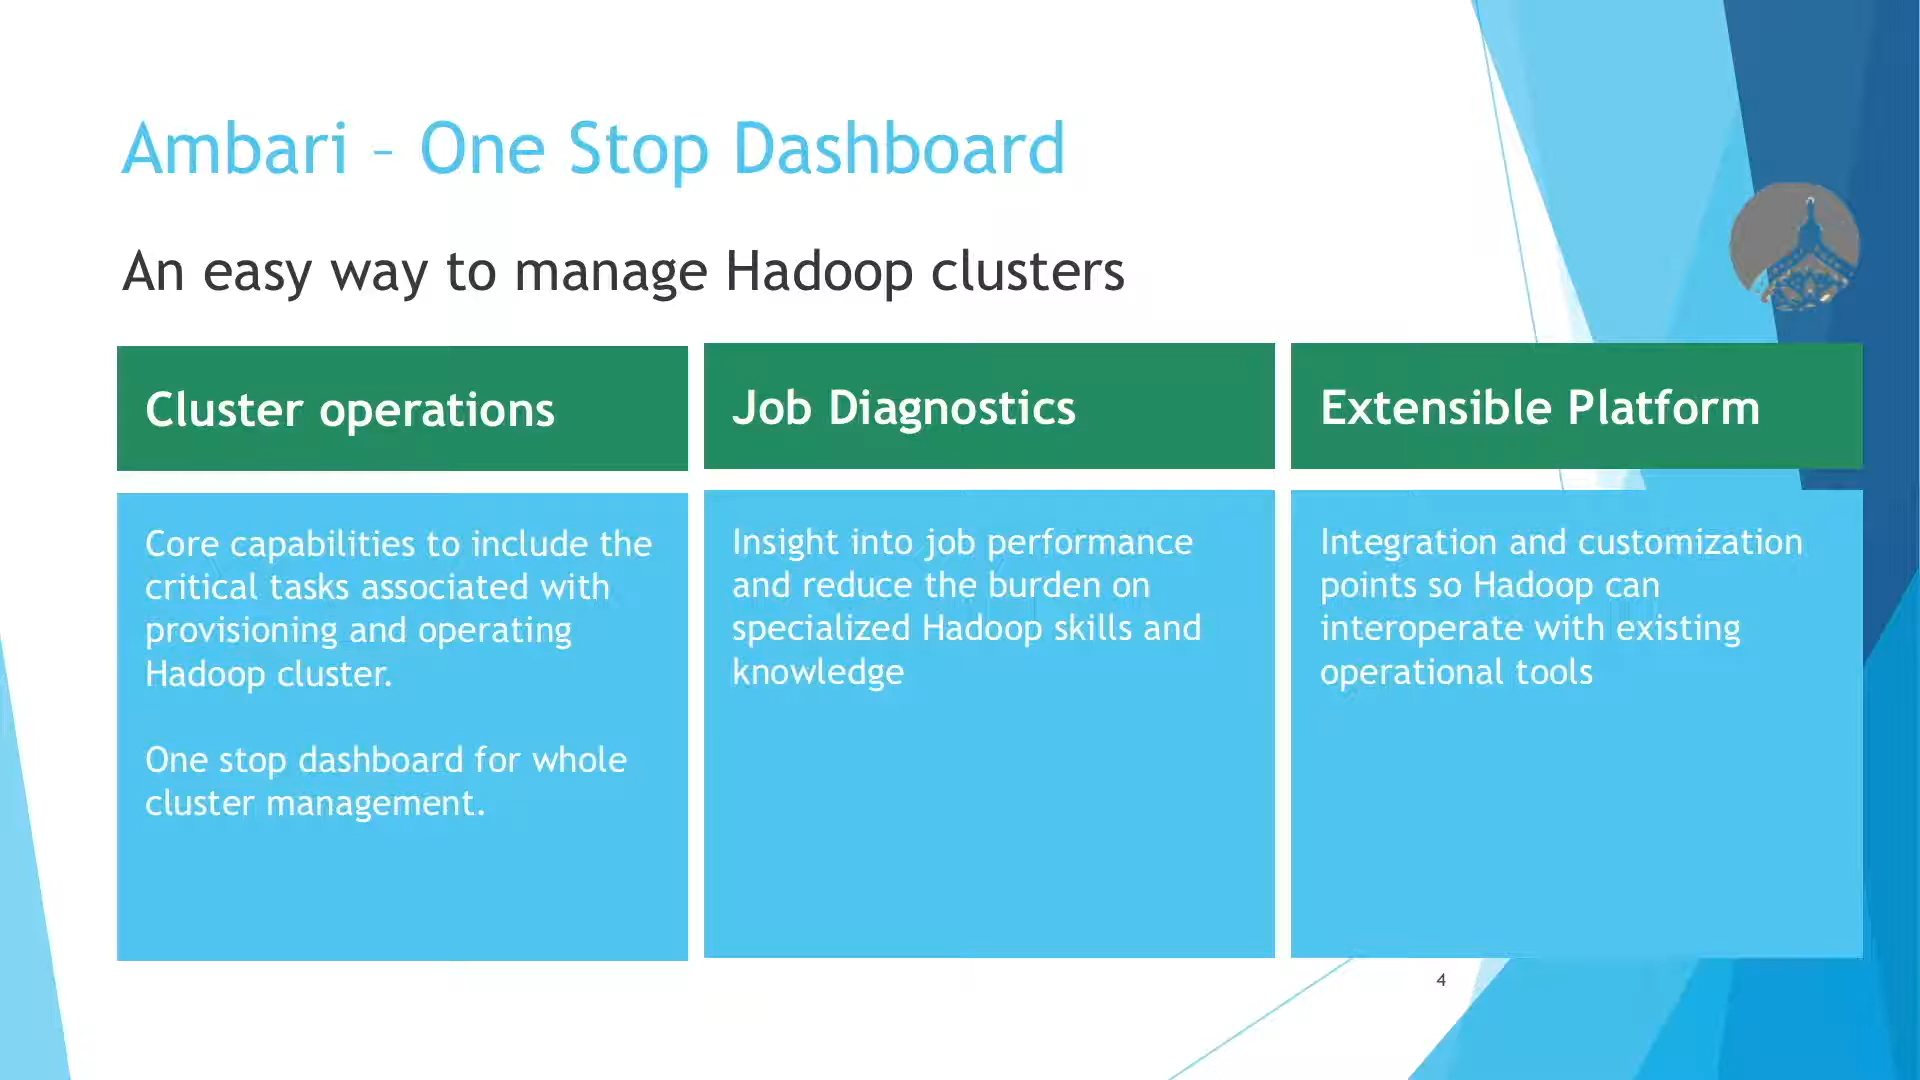 Ambari – One Stop Dashboard
An easy way to manage Hadoop clusters
Cluster operations
Core capabilities to include the
critical tasks associated with
provisioning and operating
Hadoop cluster.
One stop dashboard for whole
cluster management.
Job Diagnostics
Insight into job performance
and reduce the burden on
specialized Hadoop skills and
knowledge
Extensible Platform
Integration and customization
points so Hadoop can
interoperate with existing
operational tools
4